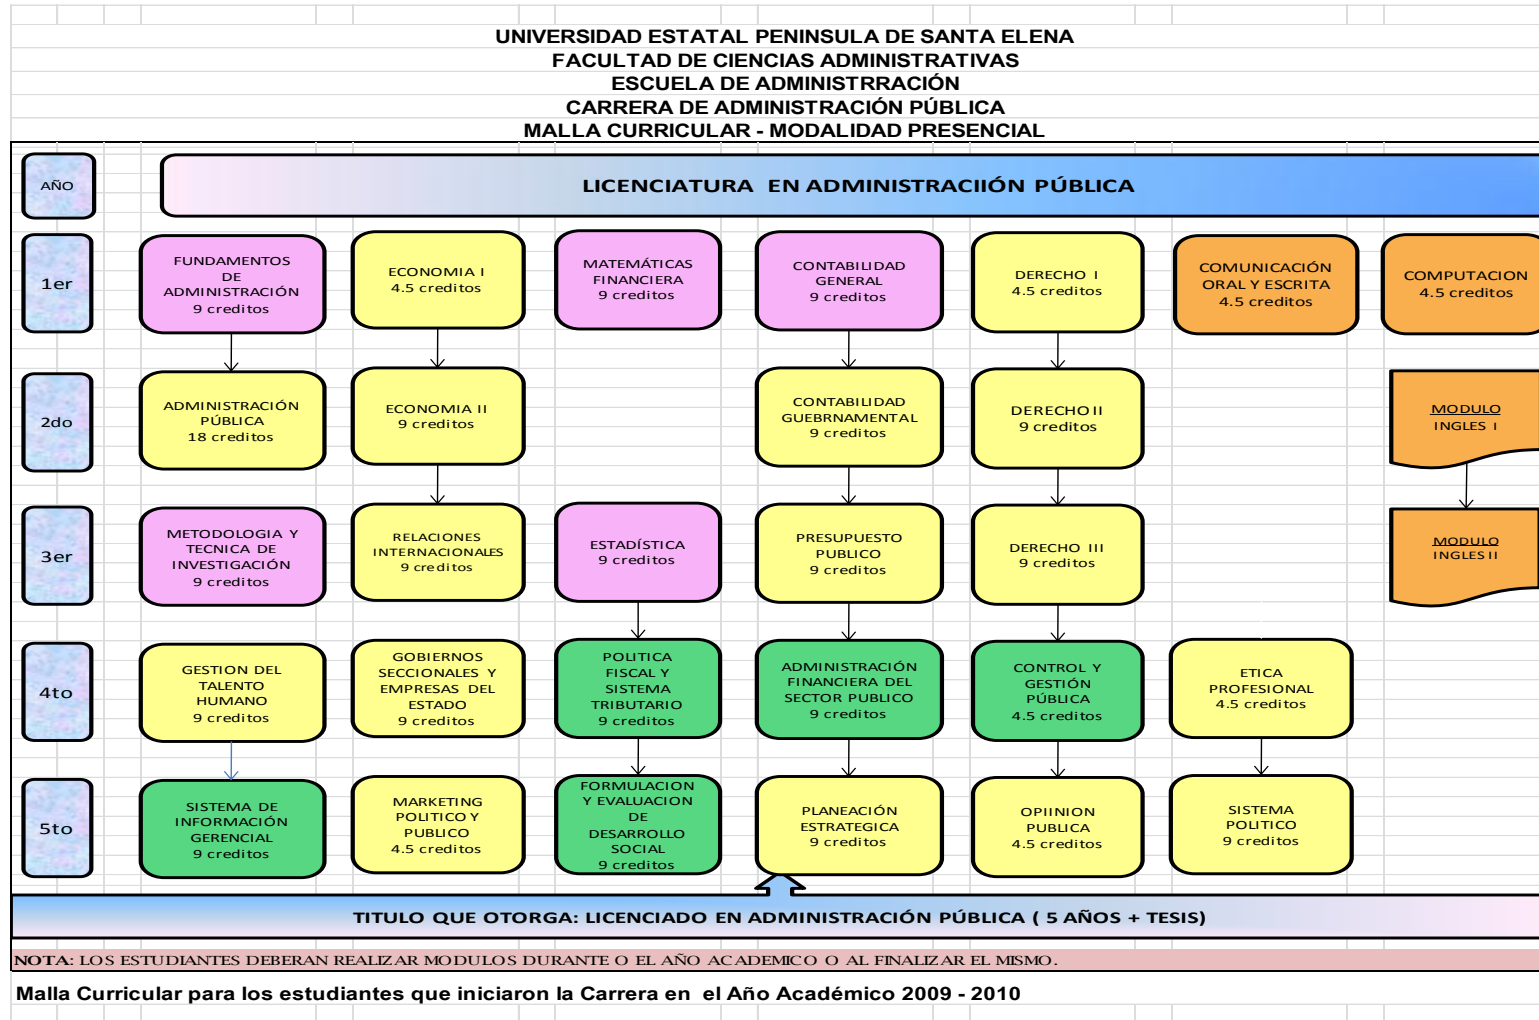 UNIVERSIDAD ESTATAL PENINSULA DE SANTA ELENA
FACULTAD DE CIENCIAS ADMINISTRATIVAS
ESCUELA DE ADMINISTRRACIÓN
CARRERA DE ADMINISTRACIÓN PÚBLICA
MALLA CURRICULAR - MODALIDAD PRESENCIAL
AÑO
LICENCIATURA EN ADMINISTRACIIÓN PÚBLICA
1er
FUNDAMENTOS
DE
ADMINISTRACIÓN
9 creditos
ECONOMIA I
4.5 creditos
MATEMÁTICAS
FINANCIERA
9 creditos
CONTABILIDAD
GENERAL
9 creditos
DERECHO I
4.5 creditos
COMUNICACIÓN
ORAL Y ESCRITA
4.5 creditos
COMPUTACION
4.5 creditos
2do
ADMINISTRACIÓN
PÚBLICA
18 creditos
ECONOMIA II
9 creditos
CONTABILIDAD
GUEBRNAMENTAL
9 creditos
DERECHO II
9 creditos
MODULO
INGLES I
3er
METODOLOGIA Y
TECNICA DE
INVESTIGACIÓN
9 creditos
RELACIONES
INTERNACIONALES
9 creditos
ESTADÍSTICA
9 creditos
PRESUPUESTO
PUBLICO
9 creditos
DERECHO III
9 creditos
MODULO
INGLES II
4to
GESTION DEL
TALENTO
HUMANO
9 creditos
GOBIERNOS
SECCIONALES Y
EMPRESAS DEL
ESTADO
9 creditos
POLITICA
FISCAL Y
SISTEMA
TRIBUTARIO
9 creditos
ADMINISTRACIÓN
FINANCIERA DEL
SECTOR PUBLICO
9 creditos
CONTROL Y
GESTIÓN
PÚBLICA
4.5 creditos
ETICA
PROFESIONAL
4.5 creditos
5to
SISTEMA DE
INFORMACIÓN
GERENCIAL
9 creditos
MARKETING
POLITICO Y
PUBLICO
4.5 creditos
FORMULACION
Y EVALUACION
DE
DESARROLLO
SOCIAL
9 creditos
PLANEACIÓN
ESTRATEGICA
9 creditos
OPIINION
PUBLICA
4.5 creditos
SISTEMA
POLITICO
9 creditos
TITULO QUE OTORGA: LICENCIADO EN ADMINISTRACIÓN PÚBLICA ( 5 AÑOS + TESIS)
NOTA: LOS ESTUDIANTES DEBERAN REALIZAR MODULOS DURANTE O EL AÑO ACADEMICO O AL FINALIZAR EL MISMO.
Malla Curricular para los estudiantes que iniciaron la Carrera en el Año Académico 2009 - 2010